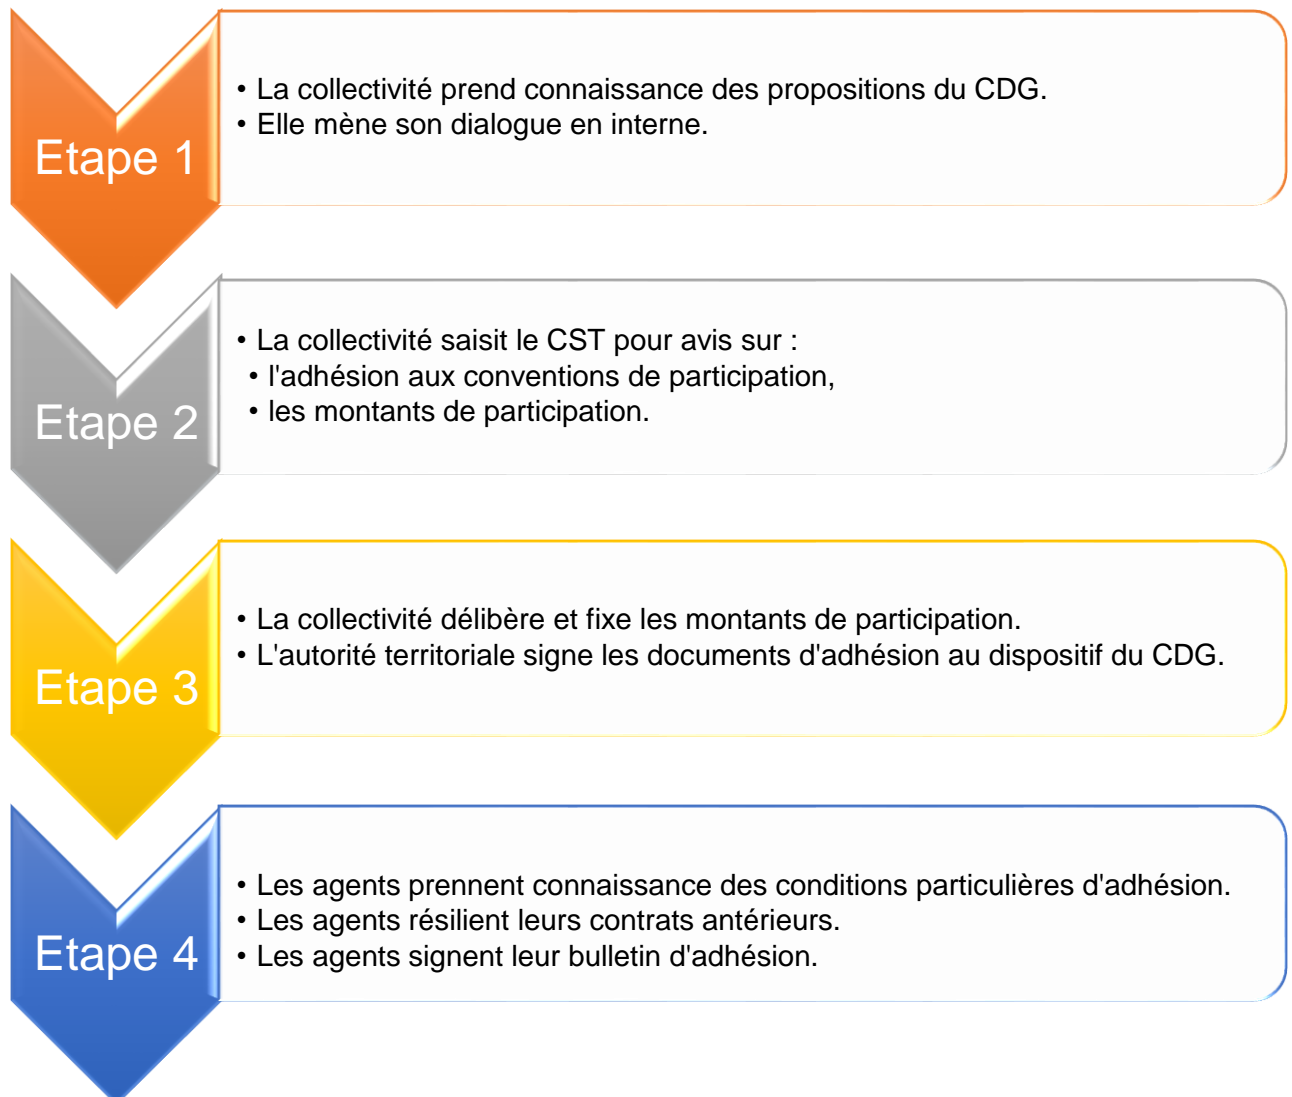 Etape 1
• La collectivité prend connaissance des propositions du CDG.
• Elle mène son dialogue en interne.
Etape 2
• La collectivité saisit le CST pour avis sur :
• l'adhésion aux conventions de participation,
• les montants de participation.
Etape 3
• La collectivité délibère et fixe les montants de participation.
• L'autorité territoriale signe les documents d'adhésion au dispositif du CDG.
Etape 4
• Les agents prennent connaissance des conditions particulières d'adhésion.
• Les agents résilient leurs contrats antérieurs.
• Les agents signent leur bulletin d'adhésion.